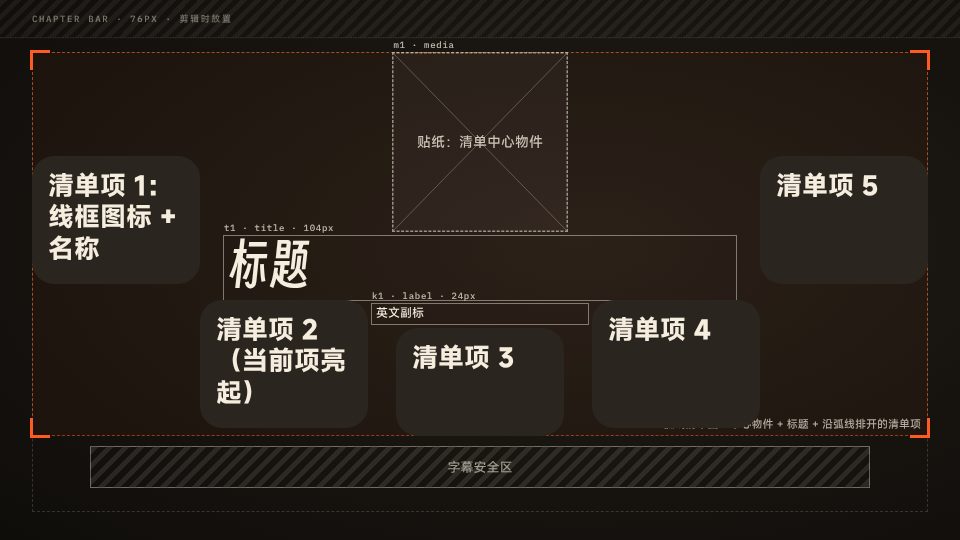 CHAPTER BAR · 76PX · 剪辑时放置
m1 · media
贴纸：清单中心物件
清单项 1:
线框图标 +
名称
清单项 5
t1 · title · 104px
标题
k1 · label · 24px
英文副标
清单项 2
（当前项亮
起）
清单项 3
清单项 4
物件 + 标题 + 沿弧线排开的清单项
字幕安全区